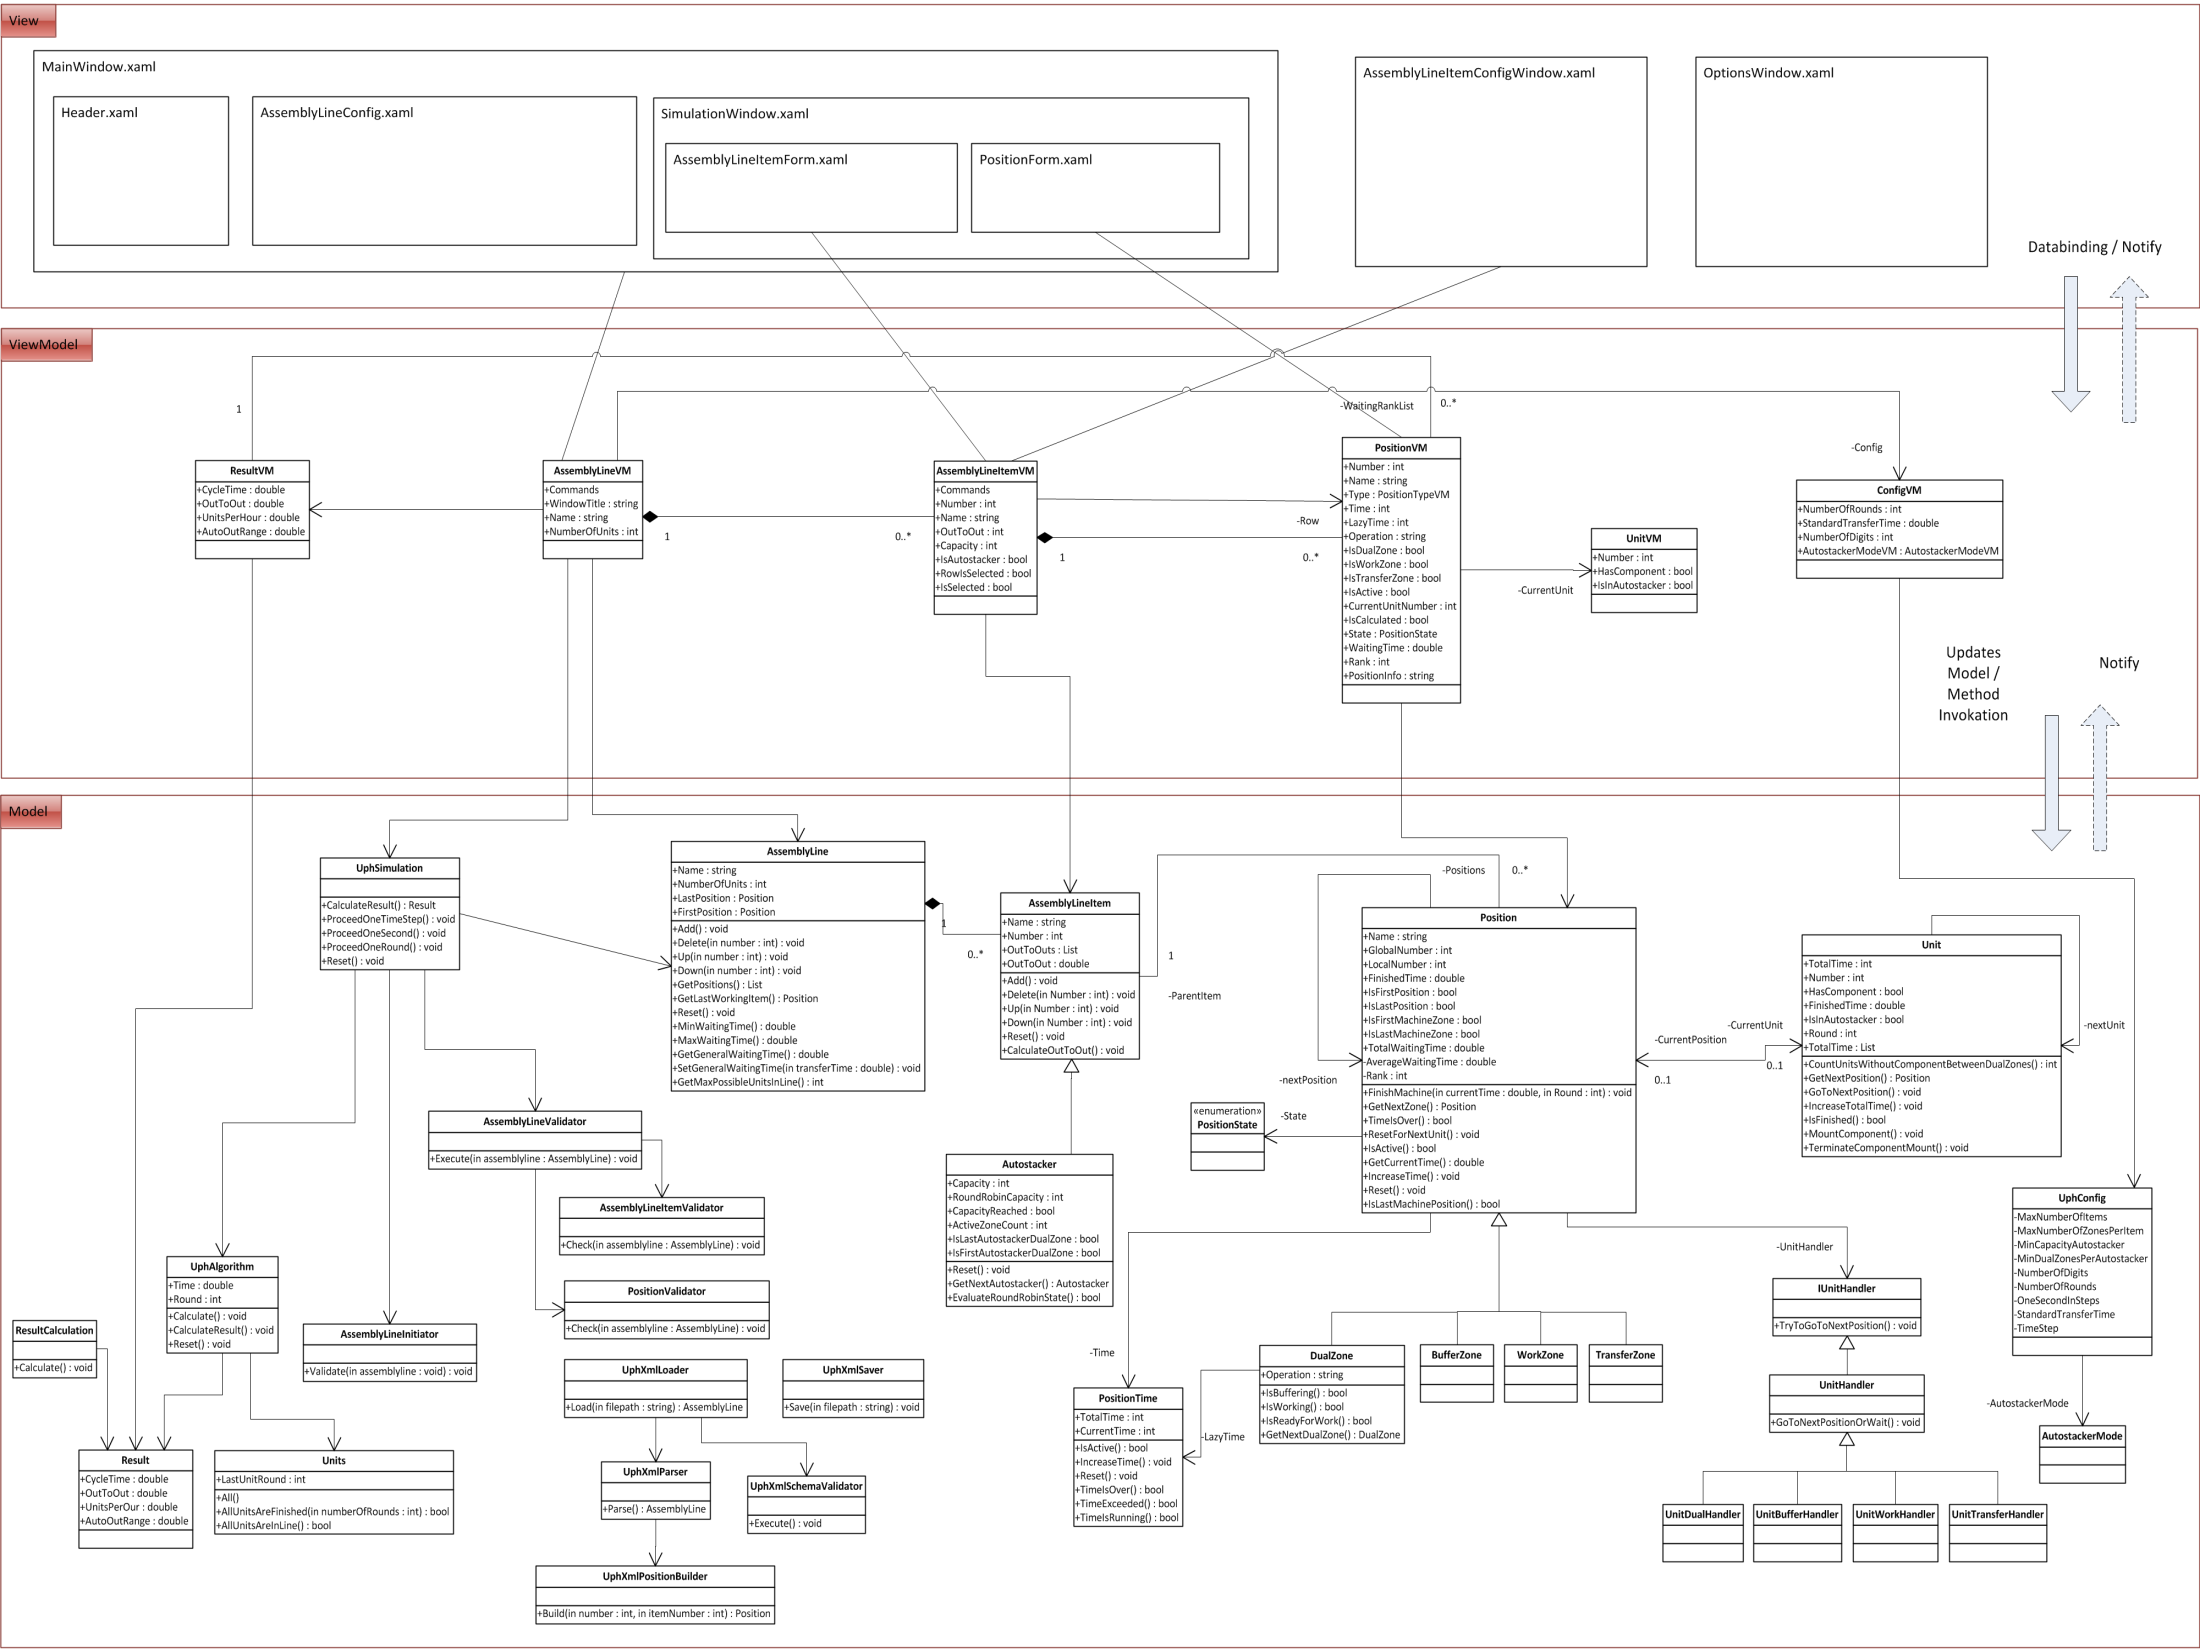 View
MainWindow.xaml
Header.xaml
AssemblyLineConfig.xaml
SimulationWindow.xaml
AssemblyLineItemForm.xaml
PositionForm.xaml
AssemblyLineItemConfigWindow.xaml
OptionsWindow.xaml
Databinding / Notify
ViewModel
1
-WaitingRankList
0..*
-Config
ResultVM
+CycleTime : double
+OutToOut : double
+UnitsPerHour : double
+AutoOutRange : double
AssemblyLineVM
+Commands
+WindowTitle : string
+Name : string
+NumberOfUnits : int
1
0..*
AssemblyLineItemVM
+Commands
+Number : int
+Name : string
+OutToOut : int
+Capacity : int
+IsAutostacker : bool
+RowIsSelected : bool
+IsSelected : bool
-Row
1
0..*
PositionVM
+Number : int
+Name : string
+Type : PositionTypeVM
+Time : int
+LazyTime : int
+Operation : string
+IsDualZone : bool
+IsWorkZone : bool
+IsTransferZone : bool
+IsActive : bool
+CurrentUnitNumber : int
+IsCalculated : bool
+State : PositionState
+WaitingTime : double
+Rank : int
+PositionInfo : string
-CurrentUnit
UnitVM
+Number : int
+HasComponent : bool
+IsInAutostacker : bool
ConfigVM
+NumberOfRounds : int
+StandardTransferTime : double
+NumberOfDigits : int
+AutostackerModeVM : AutostackerModeVM
Updates
Model /
Method
Invokation
Notify
Model
UphSimulation
+CalculateResult() : Result
+ProceedOneTimeStep() : void
+ProceedOneSecond() : void
+ProceedOneRound() : void
+Reset() : void
AssemblyLine
+Name : string
+NumberOfUnits : int
+LastPosition : Position
+FirstPosition : Position
+Add() : void
+Delete(in number : int) : void
+Up(in number : int) : void
+Down(in number : int) : void
+GetPositions() : List
+GetLastWorkingItem() : Position
+Reset() : void
+MinWaitingTime() : double
+MaxWaitingTime() : double
+GetGeneralWaitingTime() : double
+SetGeneralWaitingTime(in transferTime : double) : void
+GetMaxPossibleUnitsInLine() : int
1
0..*
AssemblyLineItem
+Name : string
+Number : int
+OutToOuts : List
+OutToOut : double
+Add() : void
+Delete(in Number : int) : void
+Up(in Number : int) : void
+Down(in Number : int) : void
+Reset() : void
+CalculateOutToOut() : void
1
-ParentItem
-Positions
0..*
-nextPosition
Position
+Name : string
+GlobalNumber : int
+LocalNumber : int
+FinishedTime : double
+IsFirstPosition : bool
+IsLastPosition : bool
+IsFirstMachineZone : bool
+IsLastMachineZone : bool
+TotalWaitingTime : double
-AverageWaitingTime : double
-Rank : int
+FinishMachine(in currentTime : double, in Round : int) : void
+GetNextZone() : Position
+TimeIsOver() : bool
+ResetForNextUnit() : void
+IsActive() : bool
+GetCurrentTime() : double
+IncreaseTime() : void
+Reset() : void
+IsLastMachinePosition() : bool
-CurrentPosition
0..1
-CurrentUnit
0..1
Unit
+TotalTime : int
+Number : int
+HasComponent : bool
+FinishedTime : double
+IsInAutostacker : bool
+Round : int
+TotalTime : List
+CountUnitsWithoutComponentBetweenDualZones() : int
+GetNextPosition() : Position
+GoToNextPosition() : void
+IncreaseTotalTime() : void
+IsFinished() : bool
+MountComponent() : void
+TerminateComponentMount() : void
-nextUnit
«enumeration»
PositionState
-State
AssemblyLineValidator
+Execute(in assemblyline : AssemblyLine) : void
AssemblyLineItemValidator
+Check(in assemblyline : AssemblyLine) : void
PositionValidator
+Check(in assemblyline : AssemblyLine) : void
Autostacker
+Capacity : int
+RoundRobinCapacity : int
+CapacityReached : bool
+ActiveZoneCount : int
+IsLastAutostackerDualZone : bool
+IsFirstAutostackerDualZone : bool
+Reset() : void
+GetNextAutostacker() : Autostacker
+EvaluateRoundRobinState() : bool
UphConfig
-MaxNumberOfItems
-MaxNumberOfZonesPerItem
-MinCapacityAutostacker
-MinDualZonesPerAutostacker
-NumberOfDigits
-NumberOfRounds
-OneSecondInSteps
-StandardTransferTime
-TimeStep
-UnitHandler
IUnitHandler
+TryToGoToNextPosition() : void
UphAlgorithm
+Time : double
+Round : int
+Calculate() : void
+CalculateResult() : void
+Reset() : void
ResultCalculation
+Calculate() : void
AssemblyLineInitiator
+Validate(in assemblyline : void) : void
UphXmlLoader
+Load(in filepath : string) : AssemblyLine
UphXmlSaver
+Save(in filepath : string) : void
-Time
PositionTime
+TotalTime : int
+CurrentTime : int
+IsActive() : bool
+IncreaseTime() : void
+Reset() : void
+TimeIsOver() : bool
+TimeExceeded() : bool
+TimeIsRunning() : bool
-LazyTime
DualZone
+Operation : string
+IsBuffering() : bool
+IsWorking() : bool
+IsReadyForWork() : bool
+GetNextDualZone() : DualZone
BufferZone
WorkZone
TransferZone
UnitHandler
+GoToNextPositionOrWait() : void
-AutostackerMode
AutostackerMode
Result
+CycleTime : double
+OutToOut : double
+UnitsPerOur : double
+AutoOutRange : double
Units
+LastUnitRound : int
+All()
+AllUnitsAreFinished(in numberOfRounds : int) : bool
+AllUnitsAreInLine() : bool
UphXmlParser
+Parse() : AssemblyLine
UphXmlSchemaValidator
+Execute() : void
UphXmlPositionBuilder
+Build(in number : int, in itemNumber : int) : Position
UnitDualHandler
UnitBufferHandler
UnitWorkHandler
UnitTransferHandler